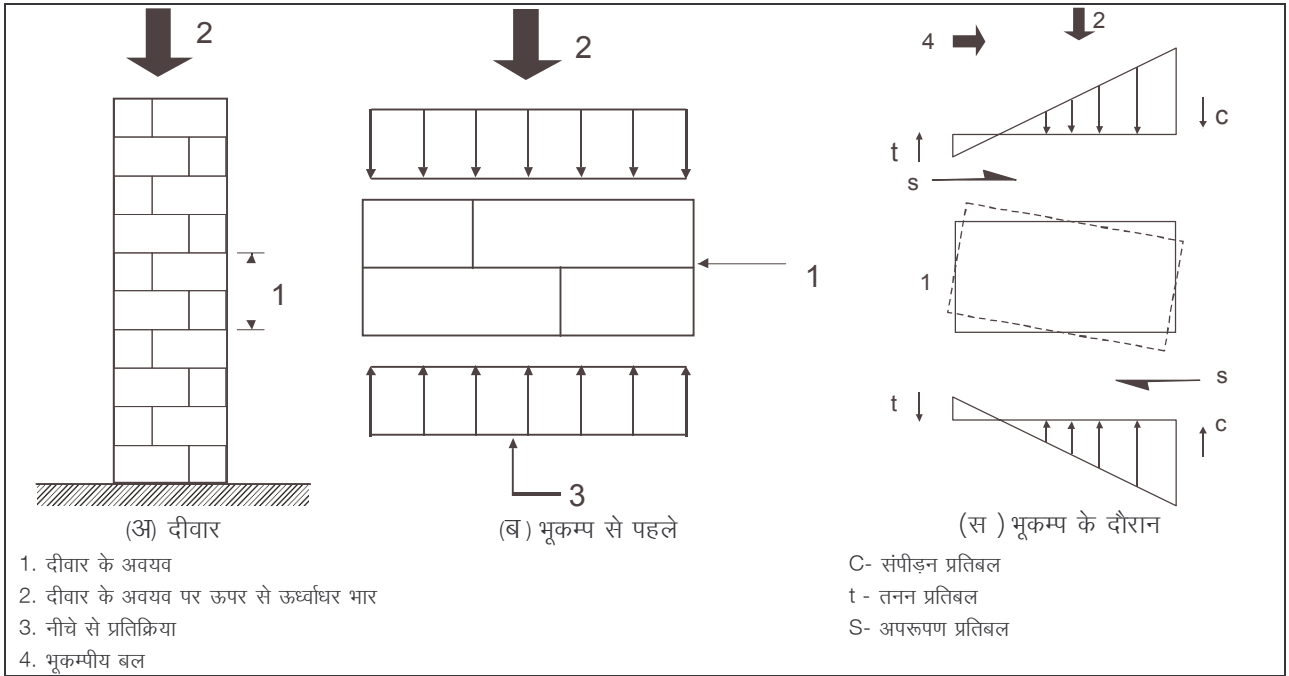 2
1
(अ) दीवार
2
1
3
(ब) भूकम्प से पहले
4
2
t
c
s
1
s
t
c
(स ) भूकम्प के दौरान
1. दीवार के अवयव
2. दीवार के अवयव पर ऊपर से ऊर्ध्वाधर भार
3. नीचे से प्रतिक्रिया
4. भूकम्पीय बल
C- संपीड़न प्रतिबल
t - तनन प्रतिबल
S- अपरूपण प्रतिबल